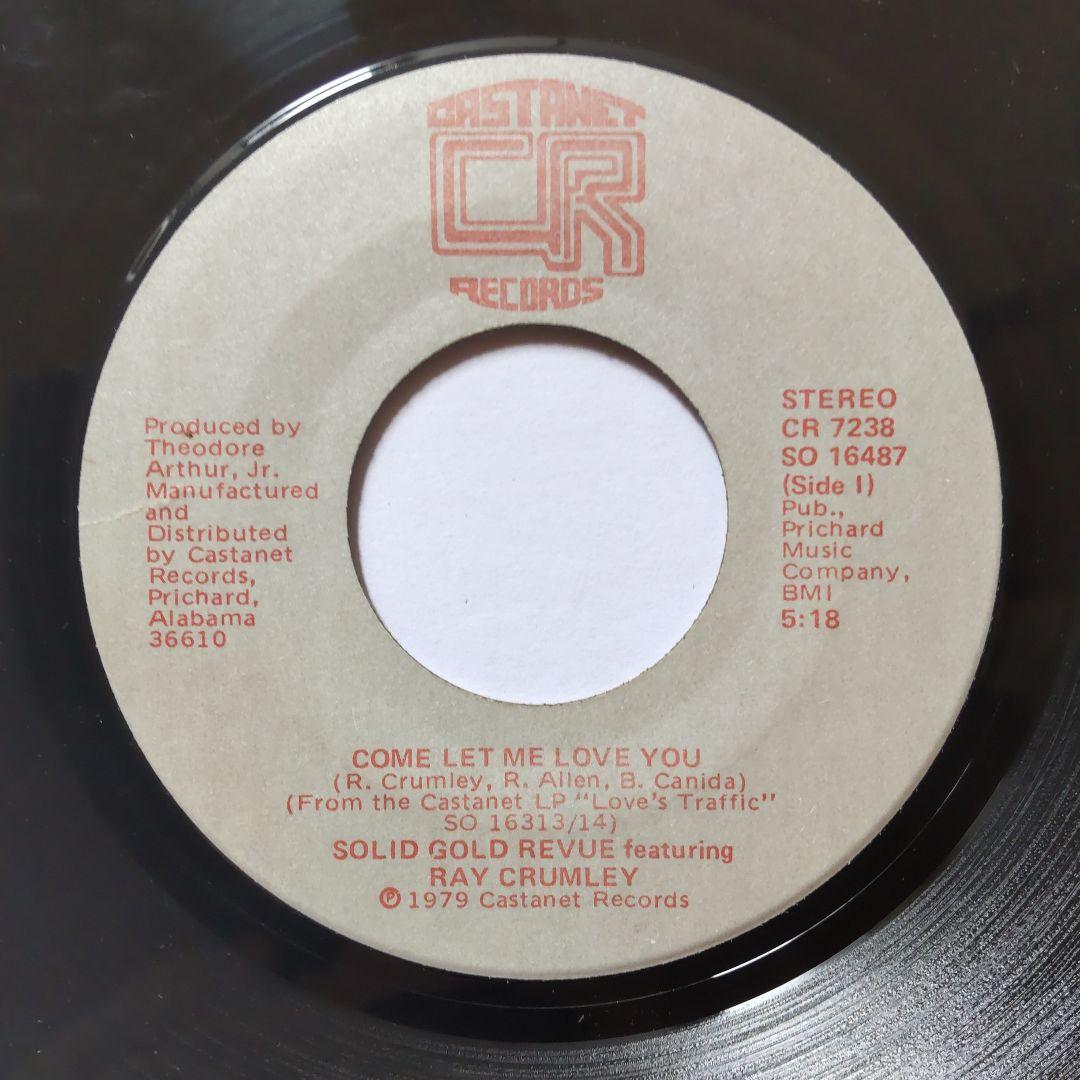 CASTANET
CR
RECORDS
Produced by
Theodore
Arthur, Jr.
Manufactured
and
Distributed
by Castanet
Records,
Prichard,
Alabama
36610
STEREO
CR 7238
SO 16487
(Side I)
Pub.,
Prichard
Music
Company,
BMI
5:18
COME LET ME LOVE YOU
(R. Crumley, R. Allen, B. Canida)
(From the Castanet LP "Love's Traffic"
SO 16313/14)
SOLID GOLD REVUE featuring
RAY CRUMLEY
℗ 1979 Castanet Records